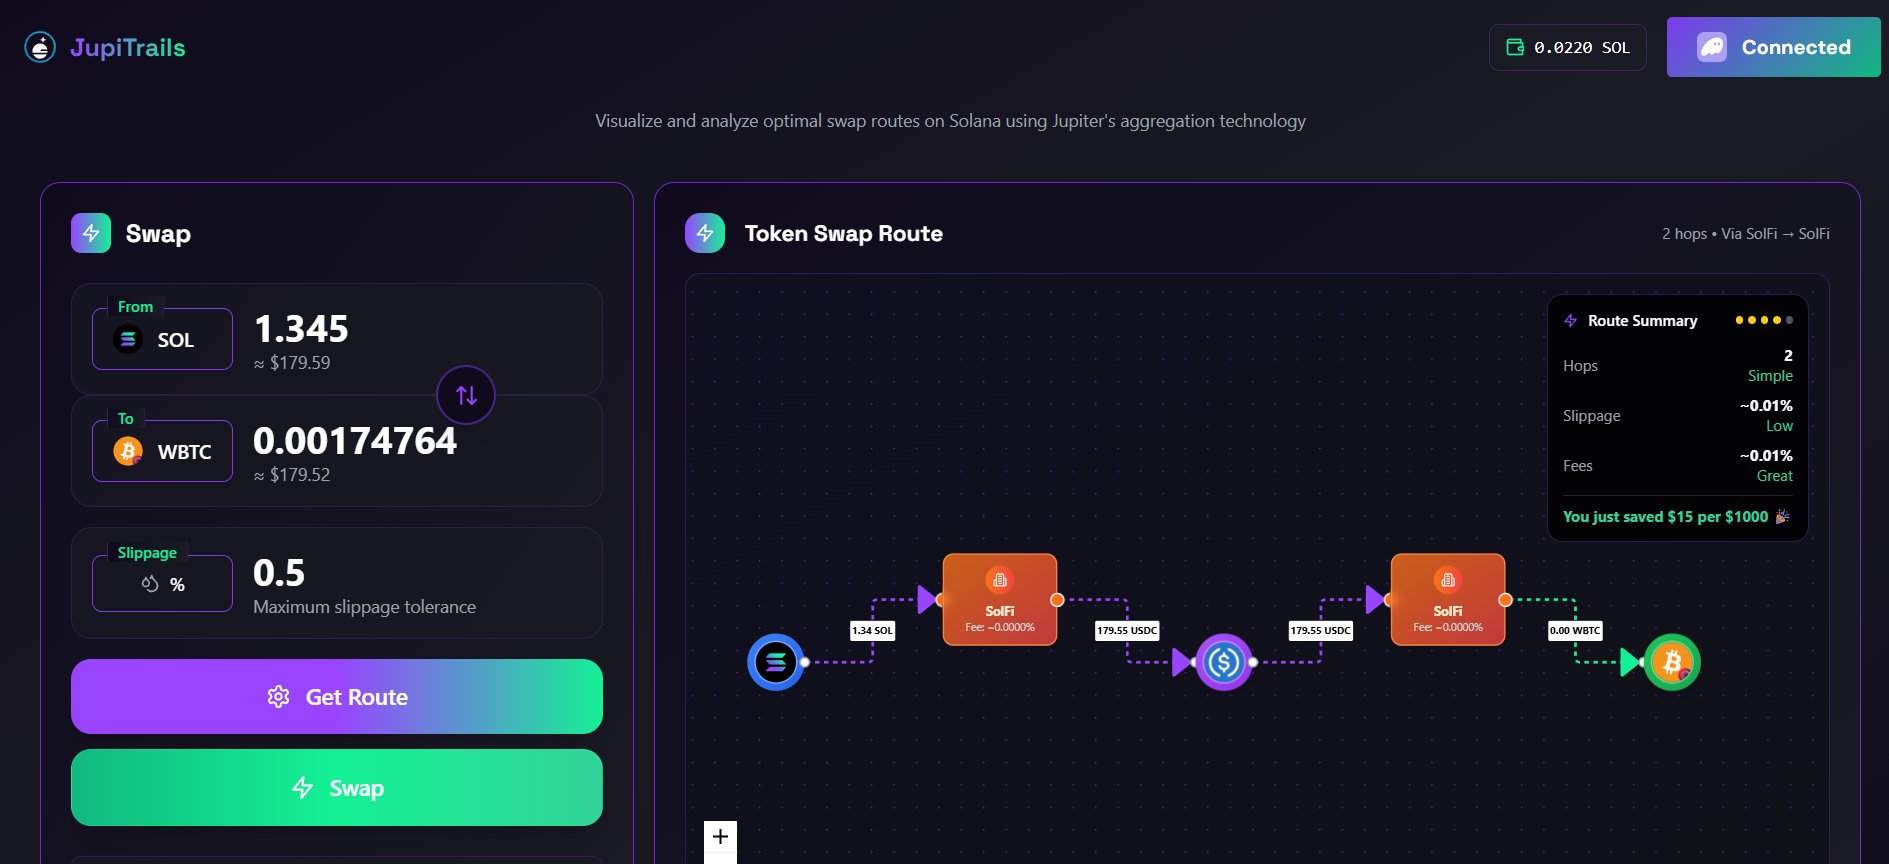 JupiTrails
0.0220 SOL
Connected
Visualize and analyze optimal swap routes on Solana using Jupiter's aggregation technology
Swap
From
SOL
1.345
≈ $179.59
To
WBTC
0.00174764
≈ $179.52
Slippage
%
0.5
Maximum slippage tolerance
Get Route
Swap
Token Swap Route
2 hops • Via SolFi → SolFi
Route Summary
Hops
2
Simple
Slippage
~0.01%
Low
Fees
~0.01%
Great
You just saved $15 per $1000 🎉
1.34 SOL
SolFi
Fee: ~0.0000%
179.55 USDC
179.55 USDC
SolFi
Fee: ~0.0000%
0.00 WBTC
+